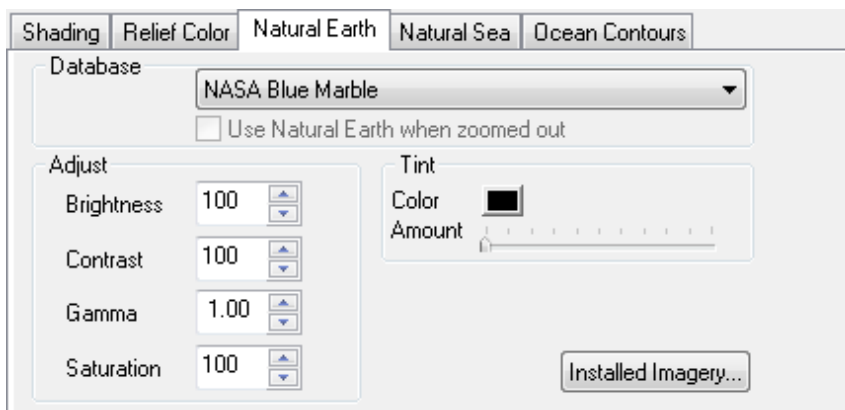 Shading Relief Color Natural Earth Natural Sea Ocean Contours
Database
NASA Blue Marble
Use Natural Earth when zoomed out
Adjust
Brightness 100
Contrast 100
Gamma 1.00
Saturation 100
Tint
Color
Amount
Installed Imagery...